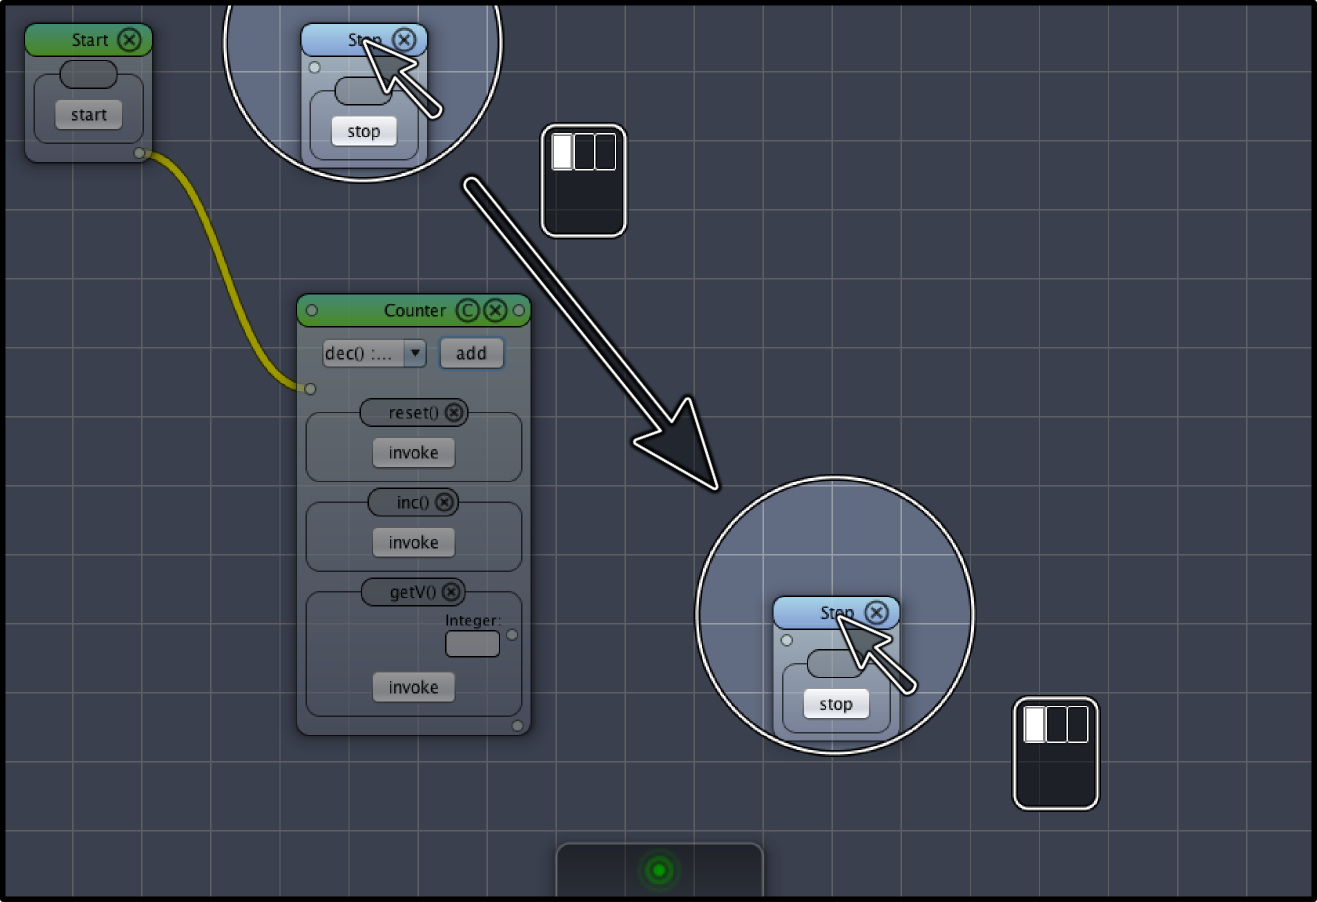 Start
start
Stop
stop
Counter C
dec() :...
add
reset()
invoke
inc()
invoke
getV()
Integer:
invoke
Stop
stop